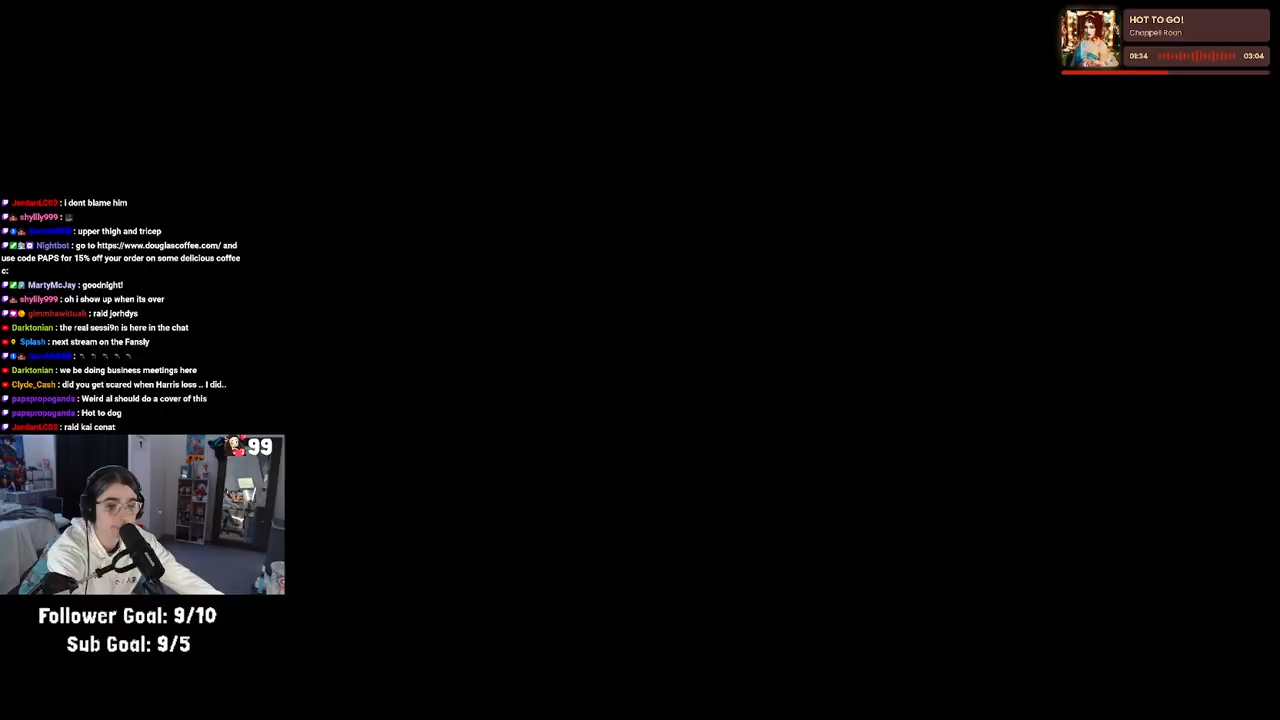 HOT TO GO!
Chappell Roan
01:34
03:04
JordanLC03 : i dont blame him
shylily999 :
: upper thigh and tricep
Nightbot : go to https://www.douglascoffee.com/ and
use code PAPS for 15% off your order on some delicious coffee
c:
MartyMcJay : goodnight!
shylily999 : oh i show up when its over
gimmhawktuah : raid jorhdys
Darktonian : the real sessi9n is here in the chat
Splash : next stream on the Fansly
:
Darktonian : we be doing business meetings here
Clyde_Cash : did you get scared when Harris loss .. I did..
papspropoganda : Weird al should do a cover of this
papspropoganda : Hot to dog
JordanLC03 : raid kai cenat
99
Follower Goal: 9/10
Sub Goal: 9/5